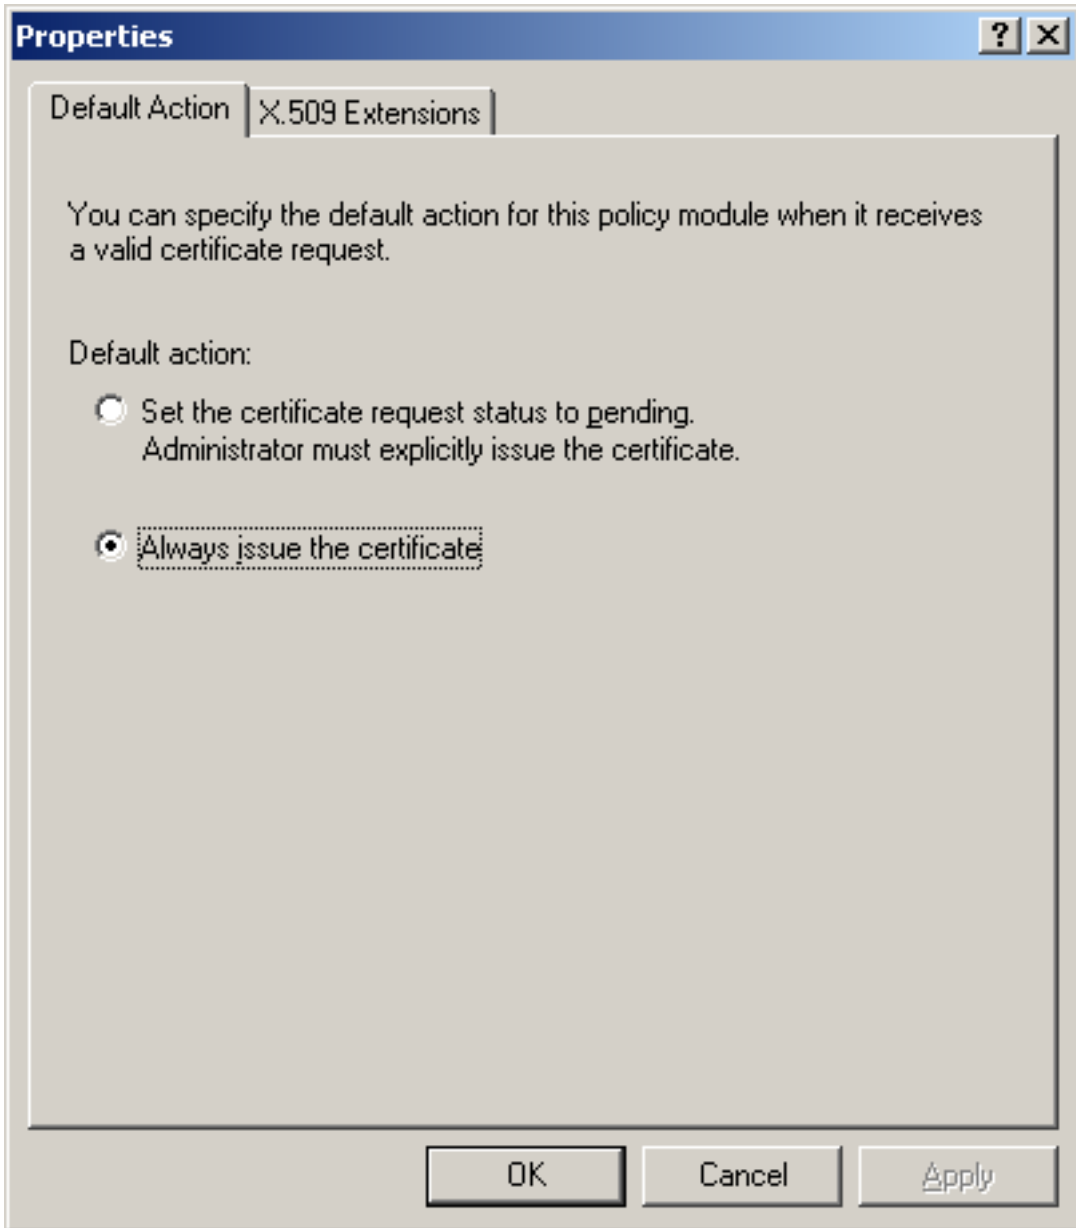 Properties
Default Action
X.509 Extensions
You can specify the default action for this policy module when it receives
a valid certificate request.
Default action:
Set the certificate request status to pending.
Administrator must explicitly issue the certificate.
Always issue the certificate
OK
Cancel
Apply